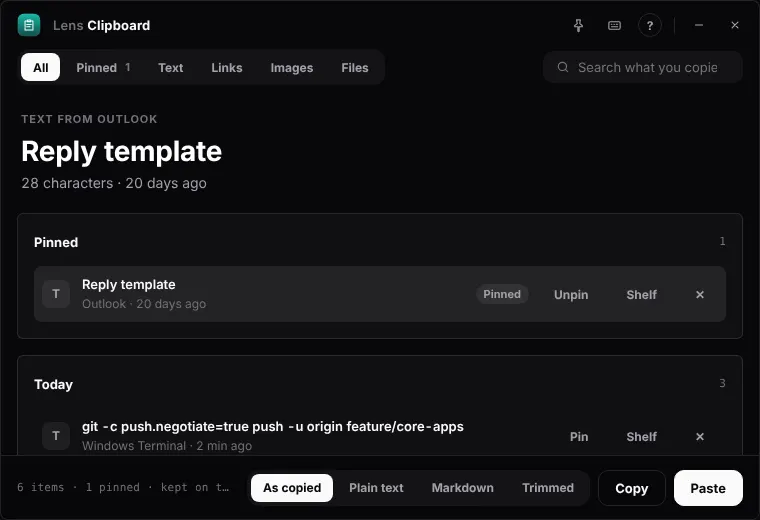 Lens Clipboard ?
All Pinned 1 Text Links Images Files Search what you copie
TEXT FROM OUTLOOK
Reply template
28 characters · 20 days ago
Pinned 1
T Reply template
Outlook · 20 days ago
Pinned Unpin Shelf ×
Today 3
T git -c push.negotiate=true push -u origin feature/core-apps
Windows Terminal · 2 min ago
Pin Shelf ×
6 items · 1 pinned · kept on t… As copied Plain text Markdown Trimmed Copy Paste